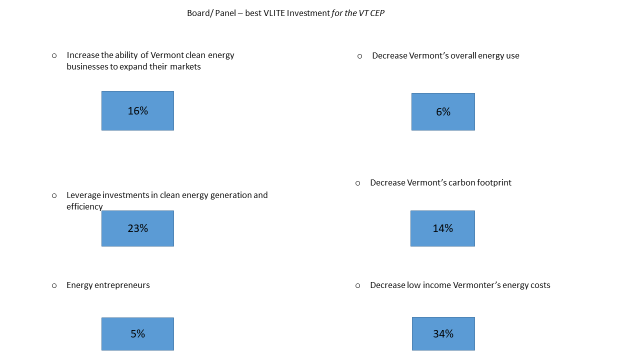 Board/ Panel – best VLITE Investment for the VT CEP
o Increase the ability of Vermont clean energy
businesses to expand their markets
16%
o Decrease Vermont's overall energy use
6%
o Leverage investments in clean energy generation and
efficiency
23%
o Decrease Vermont's carbon footprint
14%
o Energy entrepreneurs
5%
o Decrease low income Vermonter's energy costs
34%